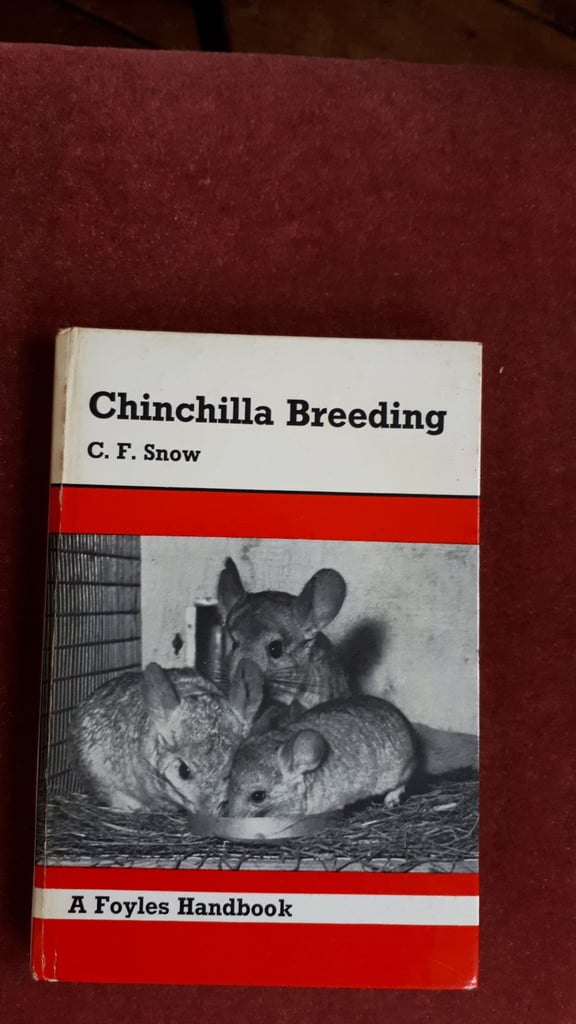 Chinchilla Breeding
C. F. Snow
A Foyles Handbook